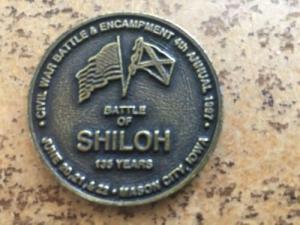 • CIVIL WAR BATTLE & ENCAMPMENT 4th ANNUAL 1997 •
BATTLE
OF
SHILOH
135 YEARS
JUNE 20, 21, & 22 • MASON CITY, IOWA